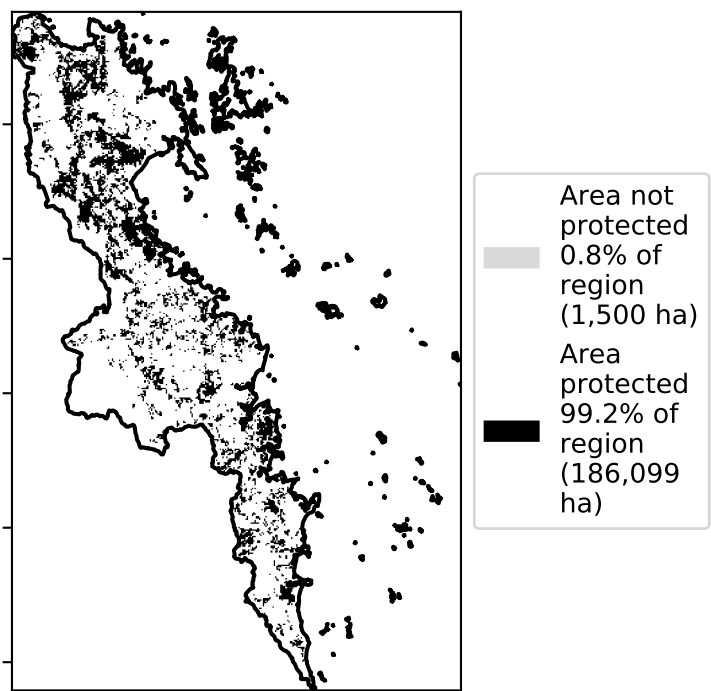 Area not
protected
0.8% of
region
(1,500 ha)
Area
protected
99.2% of
region
(186,099
ha)